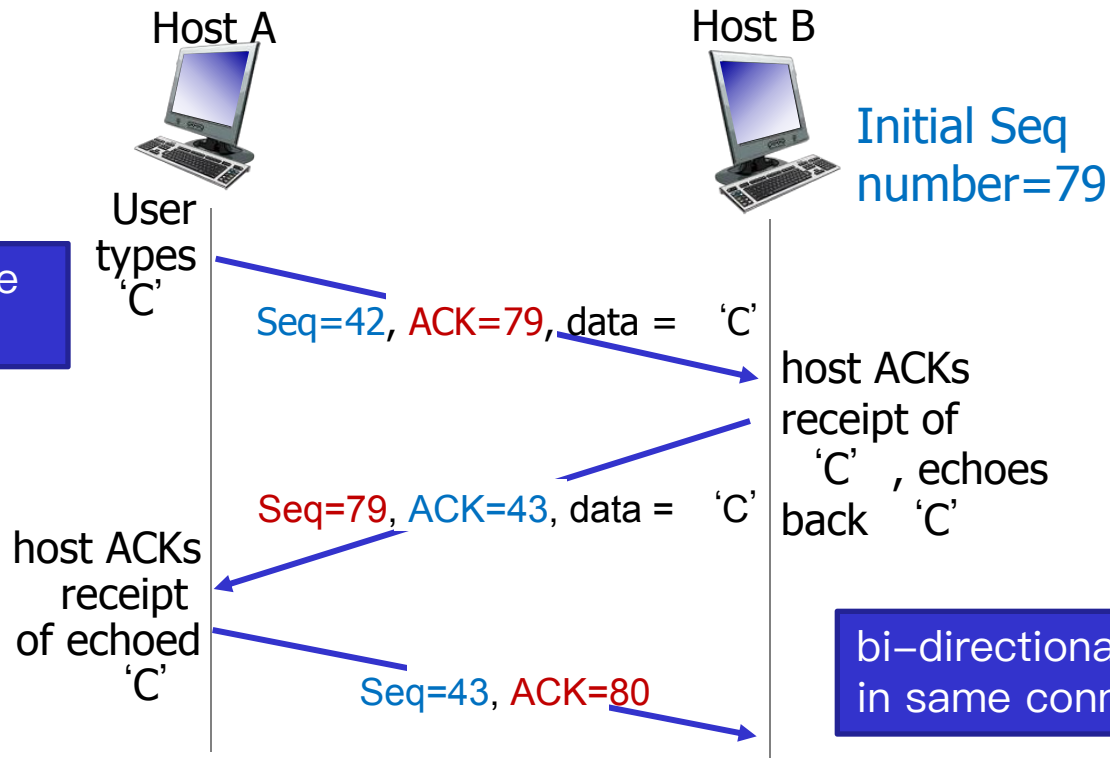 Host A
Host B
Initial Seq
number=79
User
types
‘C’
e
Seq=42, ACK=79, data = ‘C’
host ACKs
receipt of
‘C’ , echoes
back ‘C’
Seq=79, ACK=43, data = ‘C’
host ACKs
receipt
of echoed
‘C’
Seq=43, ACK=80
bi-directiona
in same conn